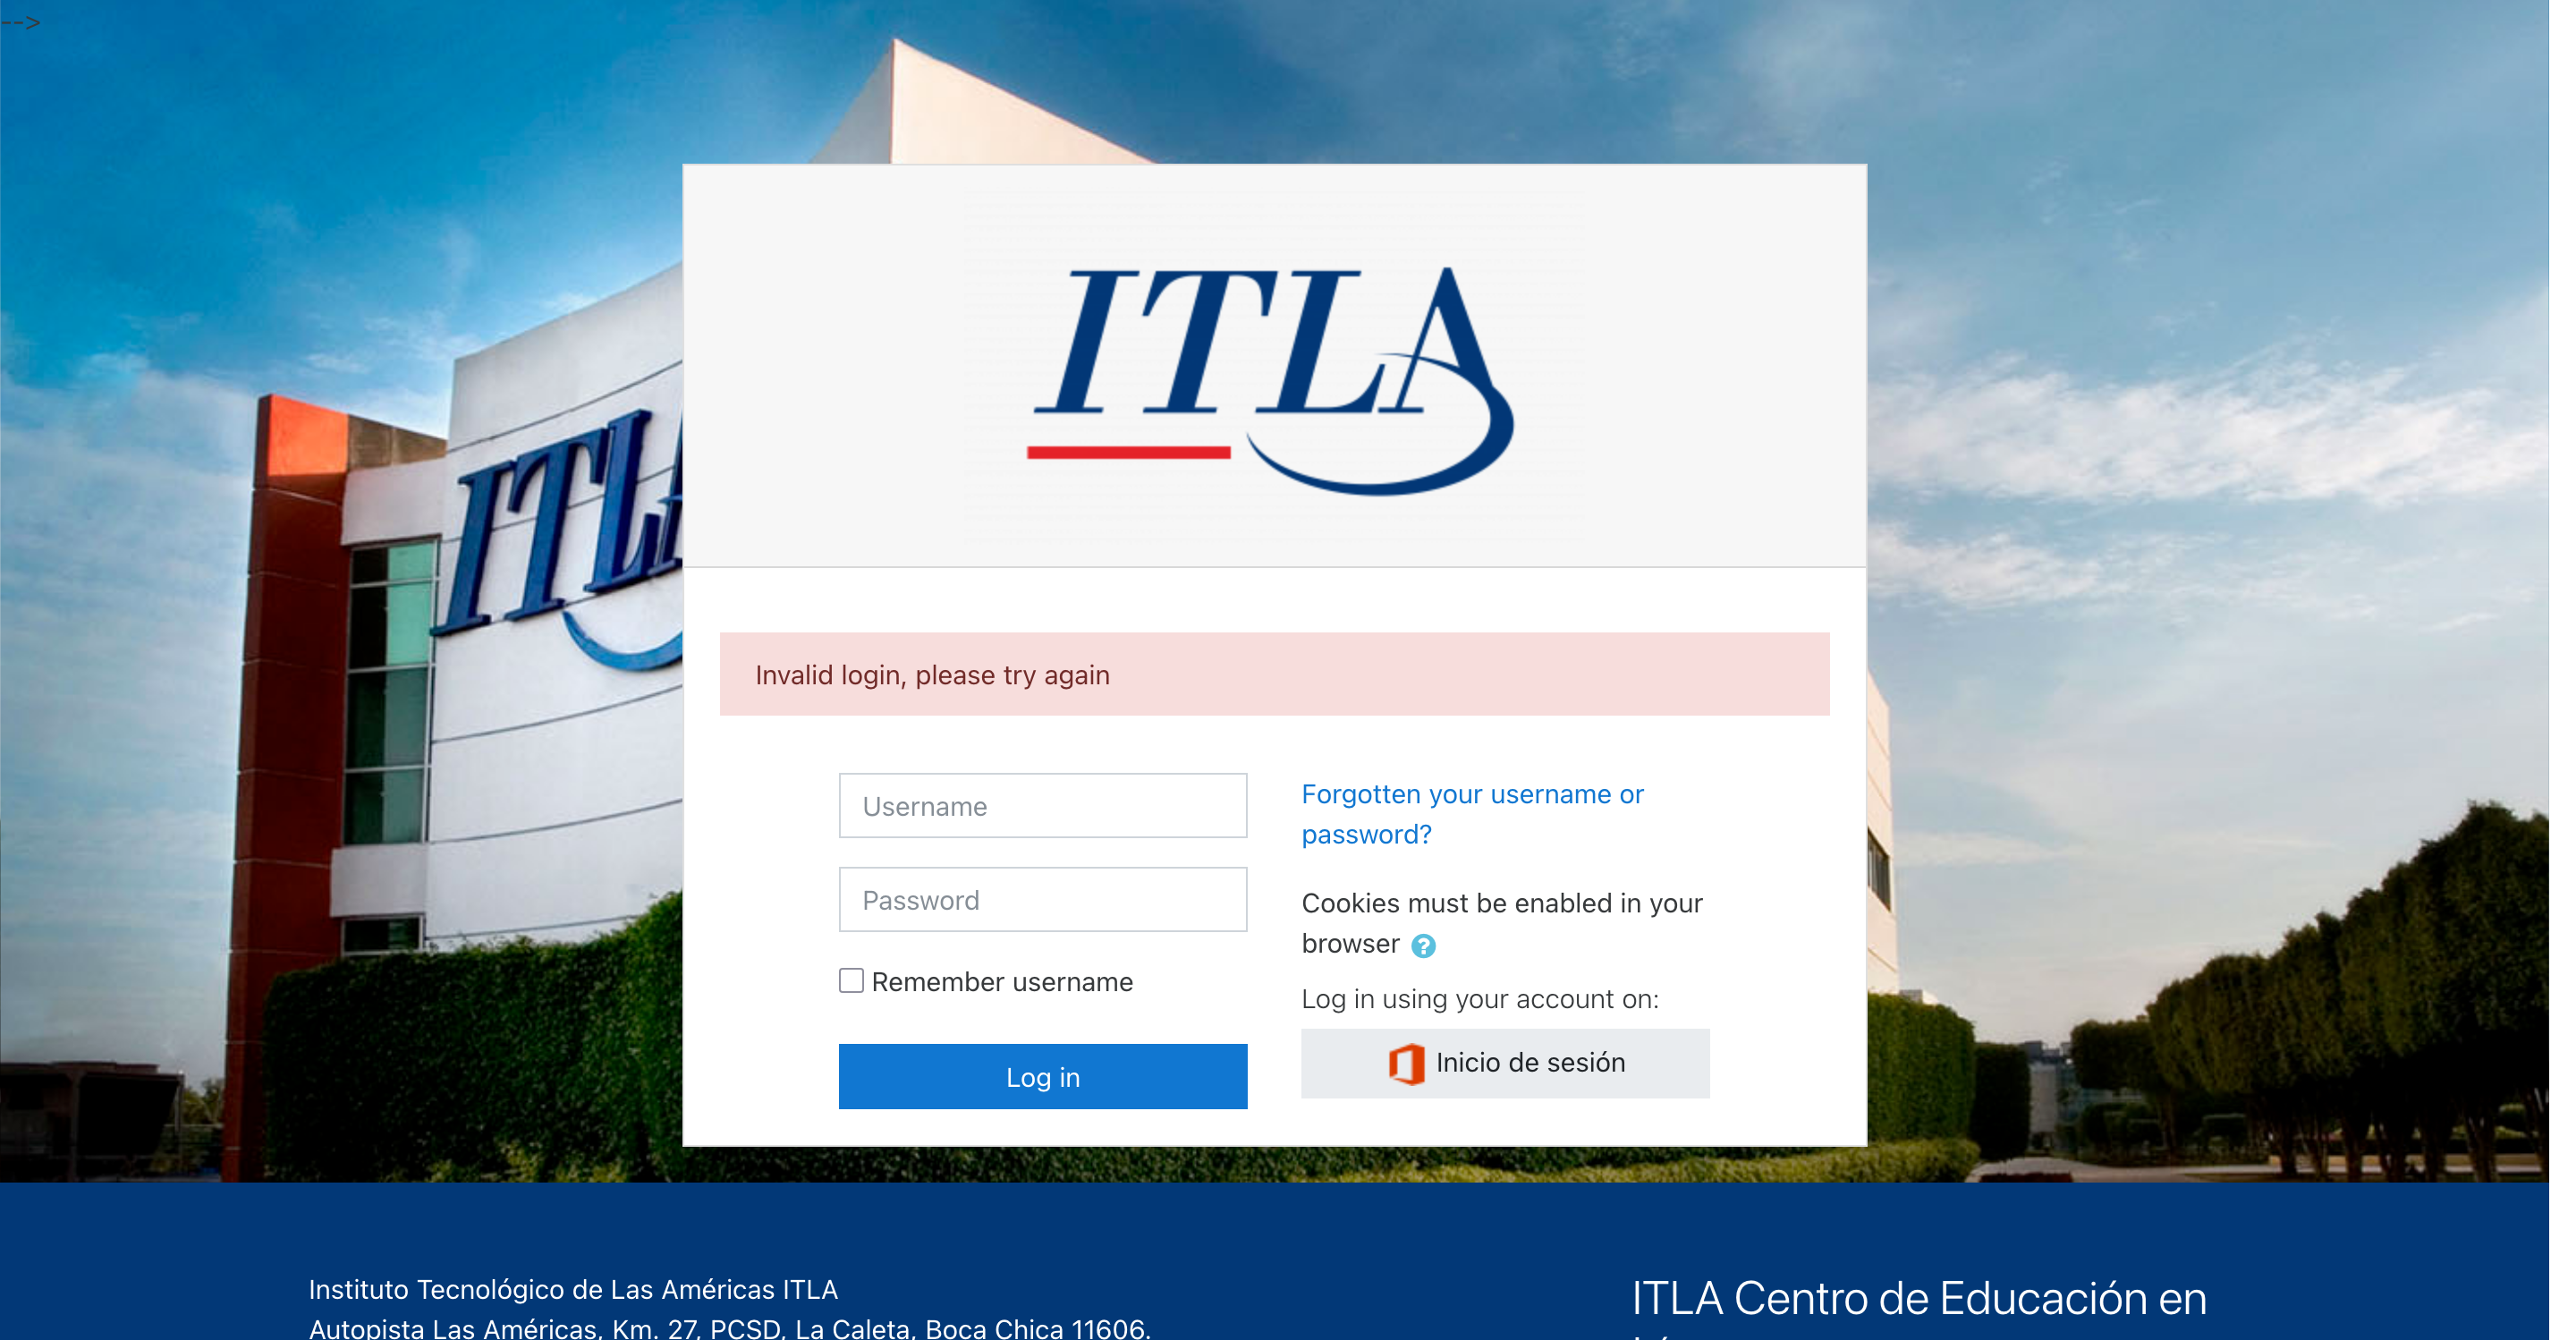 -->
ITLA
ITLA
Invalid login, please try again
Username
Password
Remember username
Log in
Forgotten your username or
password?
Cookies must be enabled in your
browser ?
Log in using your account on:
Inicio de sesión
Instituto Tecnológico de Las Américas ITLA
Autopista Las Américas, Km. 27, PCSD, La Caleta, Boca Chica 11606.
ITLA Centro de Educación en